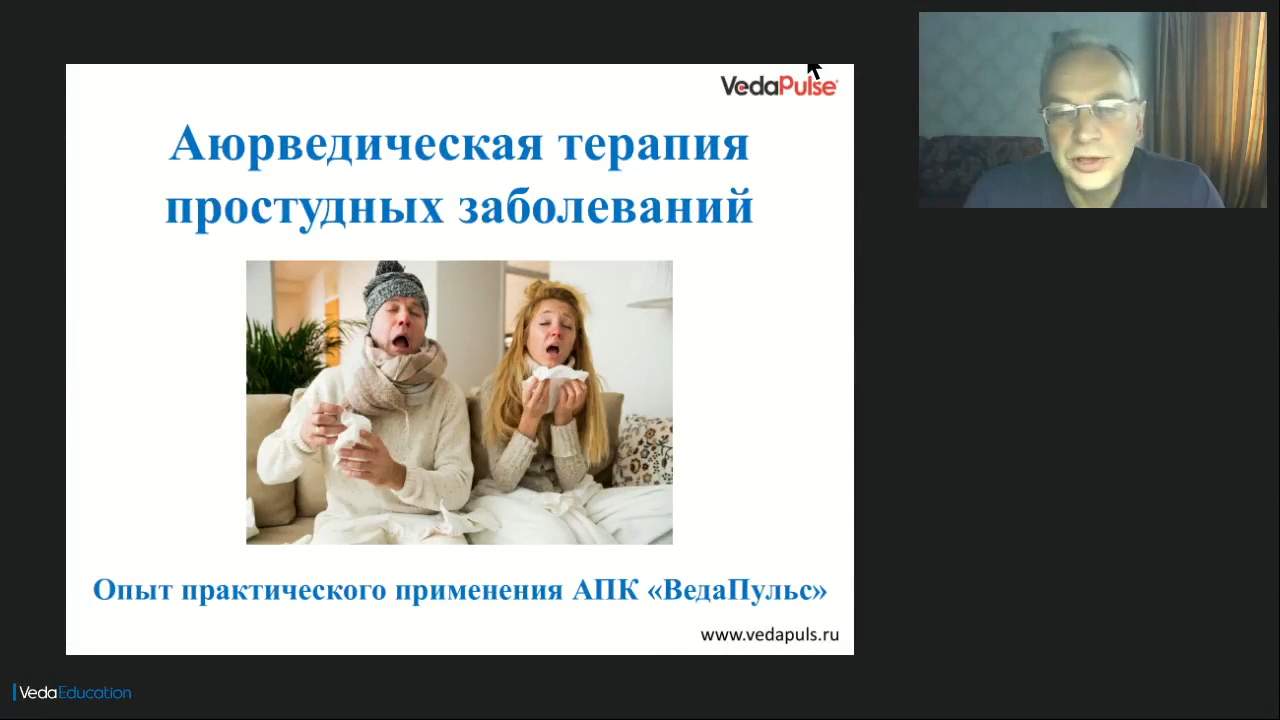 VedaPulse
Аюрведическая терапия
простудных заболеваний
Опыт практического применения АПК «ВедаПульс»
www.vedapuls.ru
VedaEducation